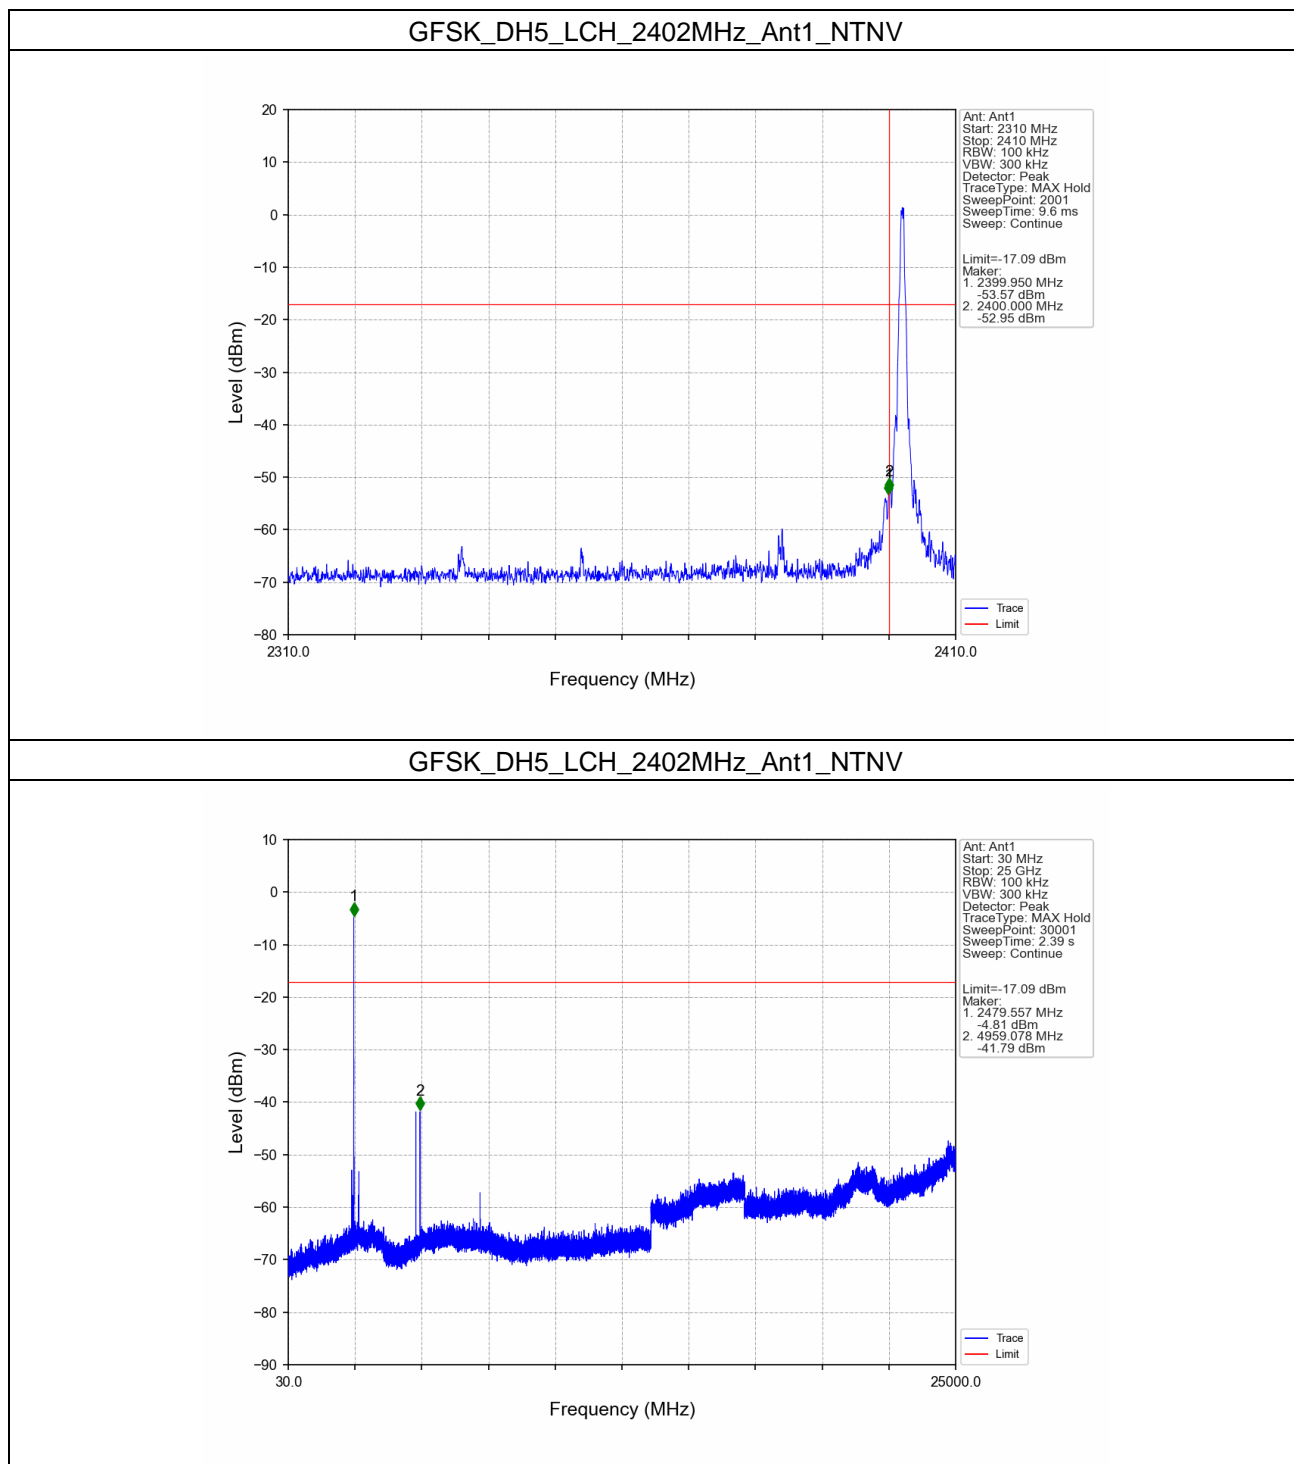 GFSK_DH5_LCH_2402MHz_Ant1_NTNV
20
10
0
−10
−20
−30
−40
−50
−60
−70
−80
Level (dBm)
2
2310.0
2410.0
Frequency (MHz)
Ant: Ant1
Start: 2310 MHz
Stop: 2410 MHz
RBW: 100 kHz
VBW: 300 kHz
Detector: Peak
TraceType: MAX Hold
SweepPoint: 2001
SweepTime: 9.6 ms
Sweep: Continue
Limit=-17.09 dBm
Maker:
1. 2399.950 MHz
-53.57 dBm
2. 2400.000 MHz
-52.95 dBm
Trace
Limit
GFSK_DH5_LCH_2402MHz_Ant1_NTNV
10
0
−10
−20
−30
−40
−50
−60
−70
−80
−90
Level (dBm)
1
2
30.0
25000.0
Frequency (MHz)
Ant: Ant1
Start: 30 MHz
Stop: 25 GHz
RBW: 100 kHz
VBW: 300 kHz
Detector: Peak
TraceType: MAX Hold
SweepPoint: 30001
SweepTime: 2.39 s
Sweep: Continue
Limit=-17.09 dBm
Maker:
1. 2479.557 MHz
-4.81 dBm
2. 4959.078 MHz
-41.79 dBm
Trace
Limit